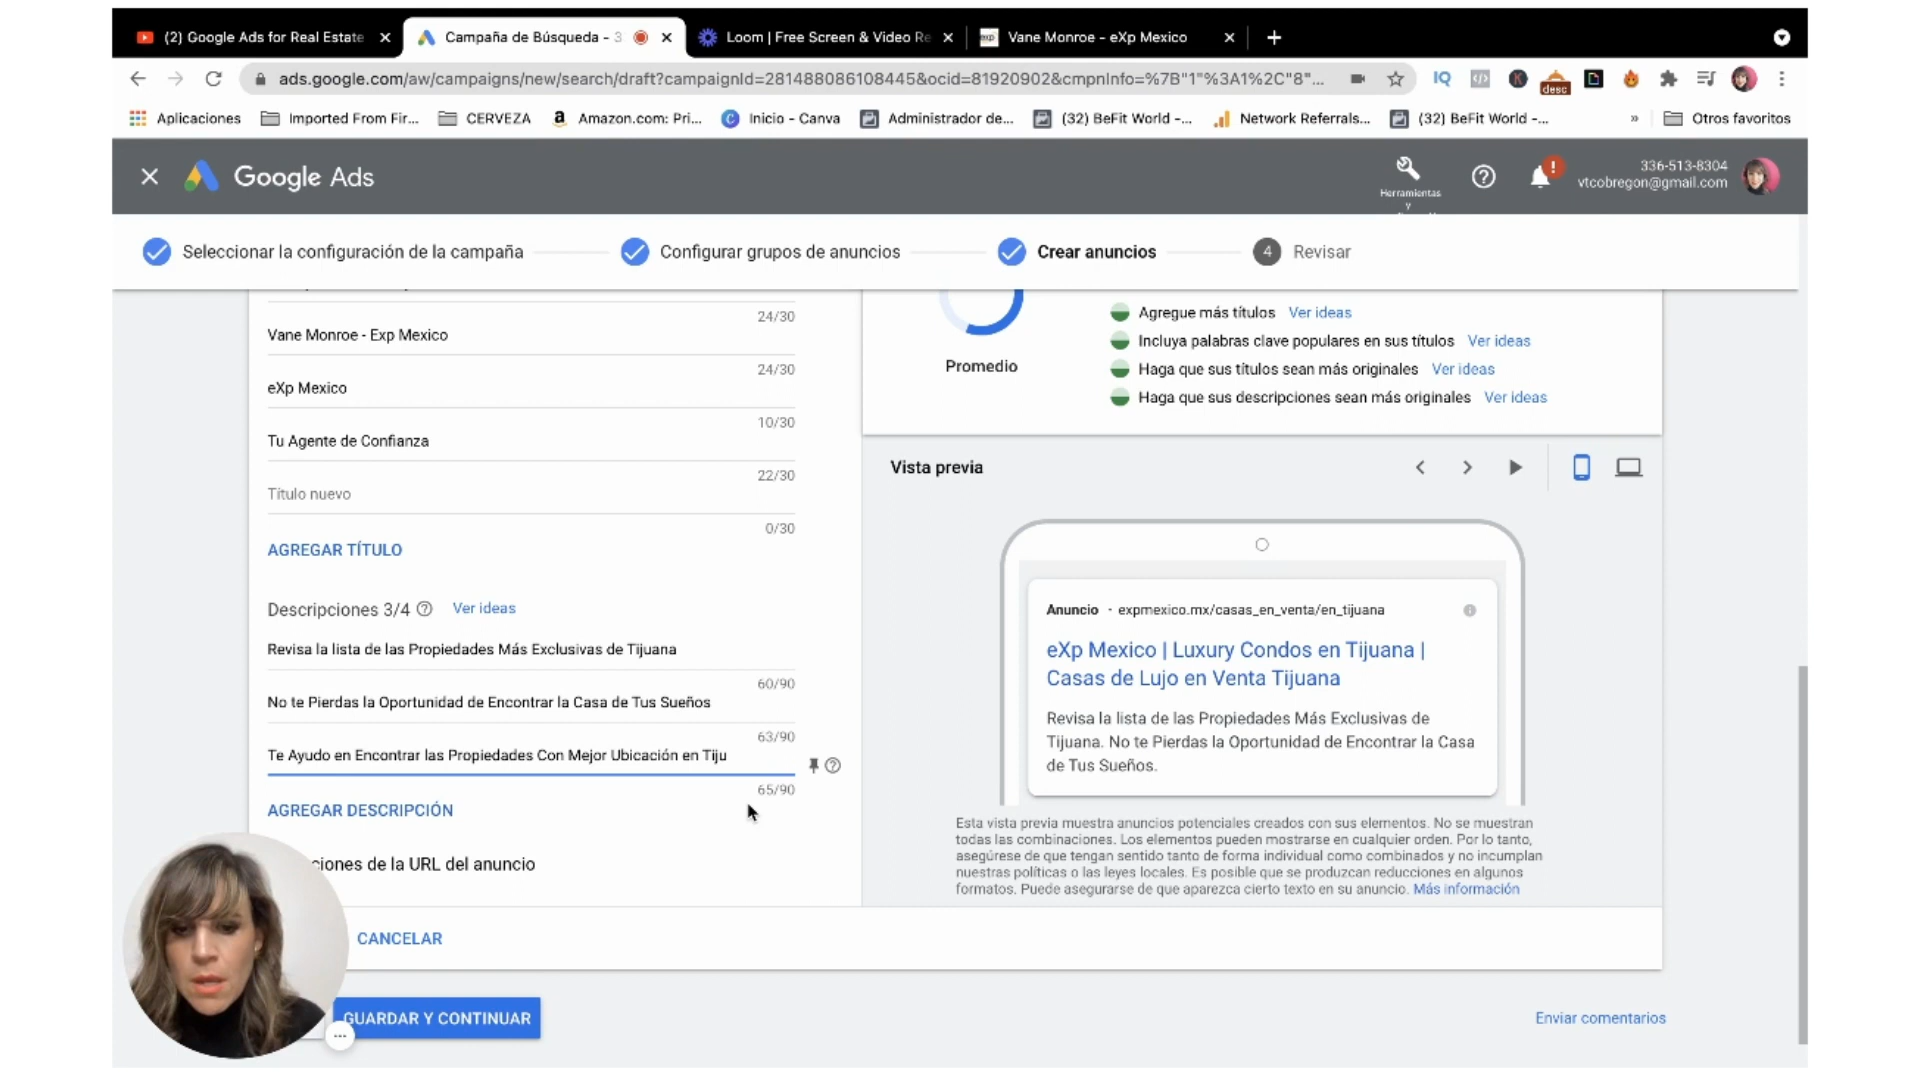 (2) Google Ads for Real Estate
Campaña de Búsqueda - 3
Loom | Free Screen & Video Re
Vane Monroe - eXp Mexico
ads.google.com/aw/campaigns/new/search/draft?campaignId=281488086108445&ocid=81920902&cmpnInfo=%7B"1"%3A1%2C"8"...
IQ
desc
Aplicaciones
Imported From Fir...
CERVEZA
Amazon.com: Pri...
Inicio - Canva
Administrador de...
(32) BeFit World -...
Network Referrals...
(32) BeFit World -...
»
Otros favoritos
Google Ads
Herramientas
y
336-513-8304
vtcobregon@gmail.com
Seleccionar la configuración de la campaña
Configurar grupos de anuncios
Crear anuncios
4
Revisar
24/30
Vane Monroe - Exp Mexico
24/30
eXp Mexico
10/30
Tu Agente de Confianza
22/30
Título nuevo
0/30
AGREGAR TÍTULO
Descripciones 3/4
Ver ideas
Revisa la lista de las Propiedades Más Exclusivas de Tijuana
60/90
No te Pierdas la Oportunidad de Encontrar la Casa de Tus Sueños
63/90
Te Ayudo en Encontrar las Propiedades Con Mejor Ubicación en Tiju
65/90
AGREGAR DESCRIPCIÓN
ciones de la URL del anuncio
CANCELAR
GUARDAR Y CONTINUAR
Promedio
Agregue más títulos Ver ideas
Incluya palabras clave populares en sus títulos Ver ideas
Haga que sus títulos sean más originales Ver ideas
Haga que sus descripciones sean más originales Ver ideas
Vista previa
Anuncio · expmexico.mx/casas_en_venta/en_tijuana
eXp Mexico | Luxury Condos en Tijuana |
Casas de Lujo en Venta Tijuana
Revisa la lista de las Propiedades Más Exclusivas de
Tijuana. No te Pierdas la Oportunidad de Encontrar la Casa
de Tus Sueños.
Esta vista previa muestra anuncios potenciales creados con sus elementos. No se muestran
todas las combinaciones. Los elementos pueden mostrarse en cualquier orden. Por lo tanto,
asegúrese de que tengan sentido tanto de forma individual como combinados y no incumplan
nuestras políticas o las leyes locales. Es posible que se produzcan reducciones en algunos
formatos. Puede asegurarse de que aparezca cierto texto en su anuncio. Más información
Enviar comentarios